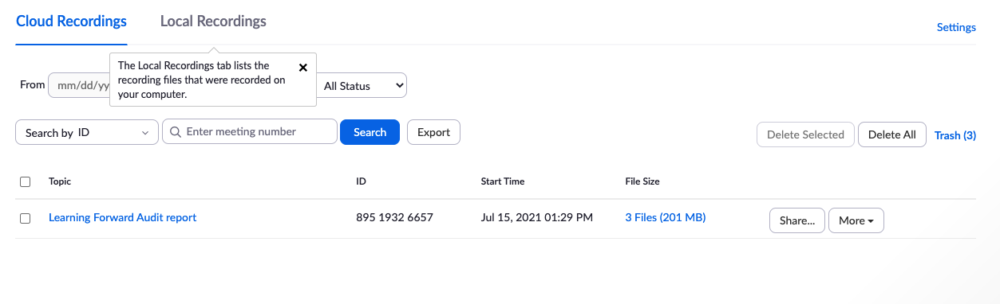 Cloud Recordings Local Recordings
Settings
The Local Recordings tab lists the
recording files that were recorded on
your computer.
From mm/dd/yy All Status
Search by ID Enter meeting number Search Export Delete Selected Delete All Trash (3)
Topic ID Start Time File Size
Learning Forward Audit report 895 1932 6657 Jul 15, 2021 01:29 PM 3 Files (201 MB) Share... More